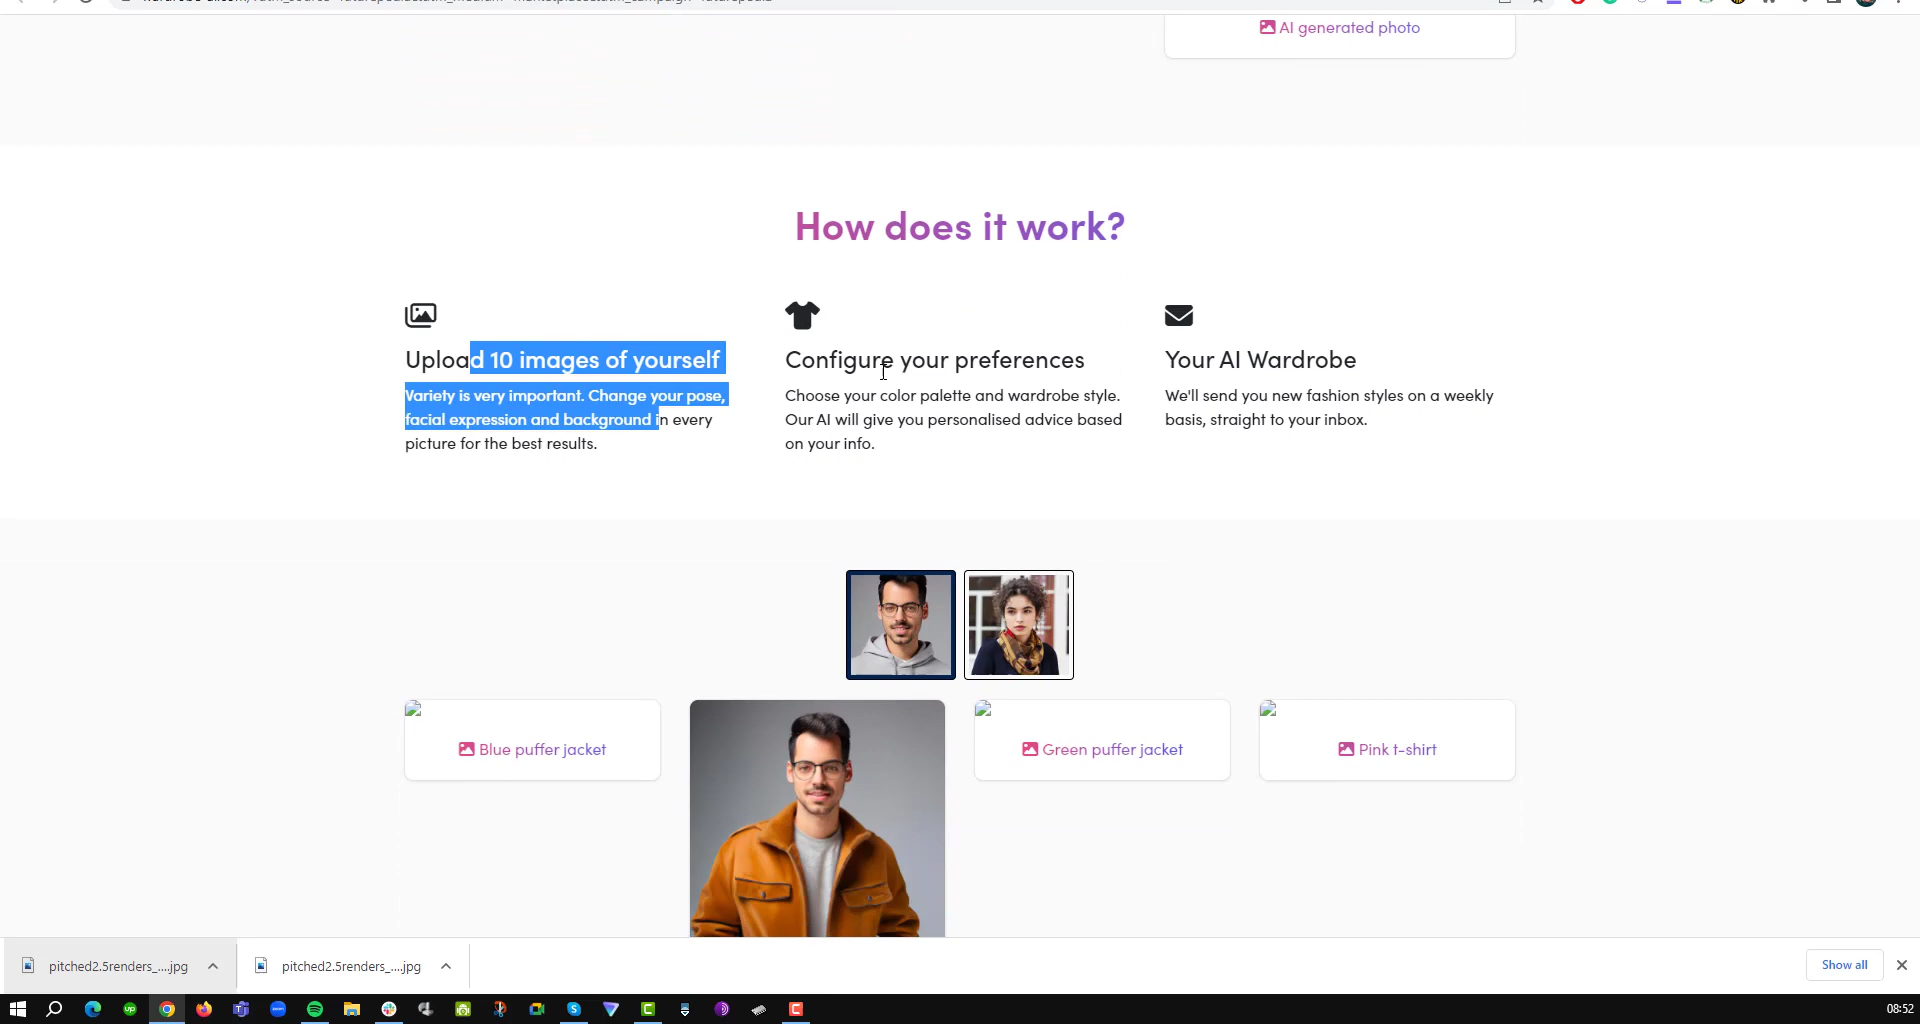 AI generated photo
How does it work?
Upload 10 images of yourself
Variety is very important. Change your pose,
facial expression and background in every
picture for the best results.
Configure your preferences
Choose your color palette and wardrobe style.
Our AI will give you personalised advice based
on your info.
Your AI Wardrobe
We'll send you new fashion styles on a weekly
basis, straight to your inbox.
Blue puffer jacket
Green puffer jacket
Pink t-shirt
pitched2.5renders_....jpg
pitched2.5renders_....jpg
Show all
08:52